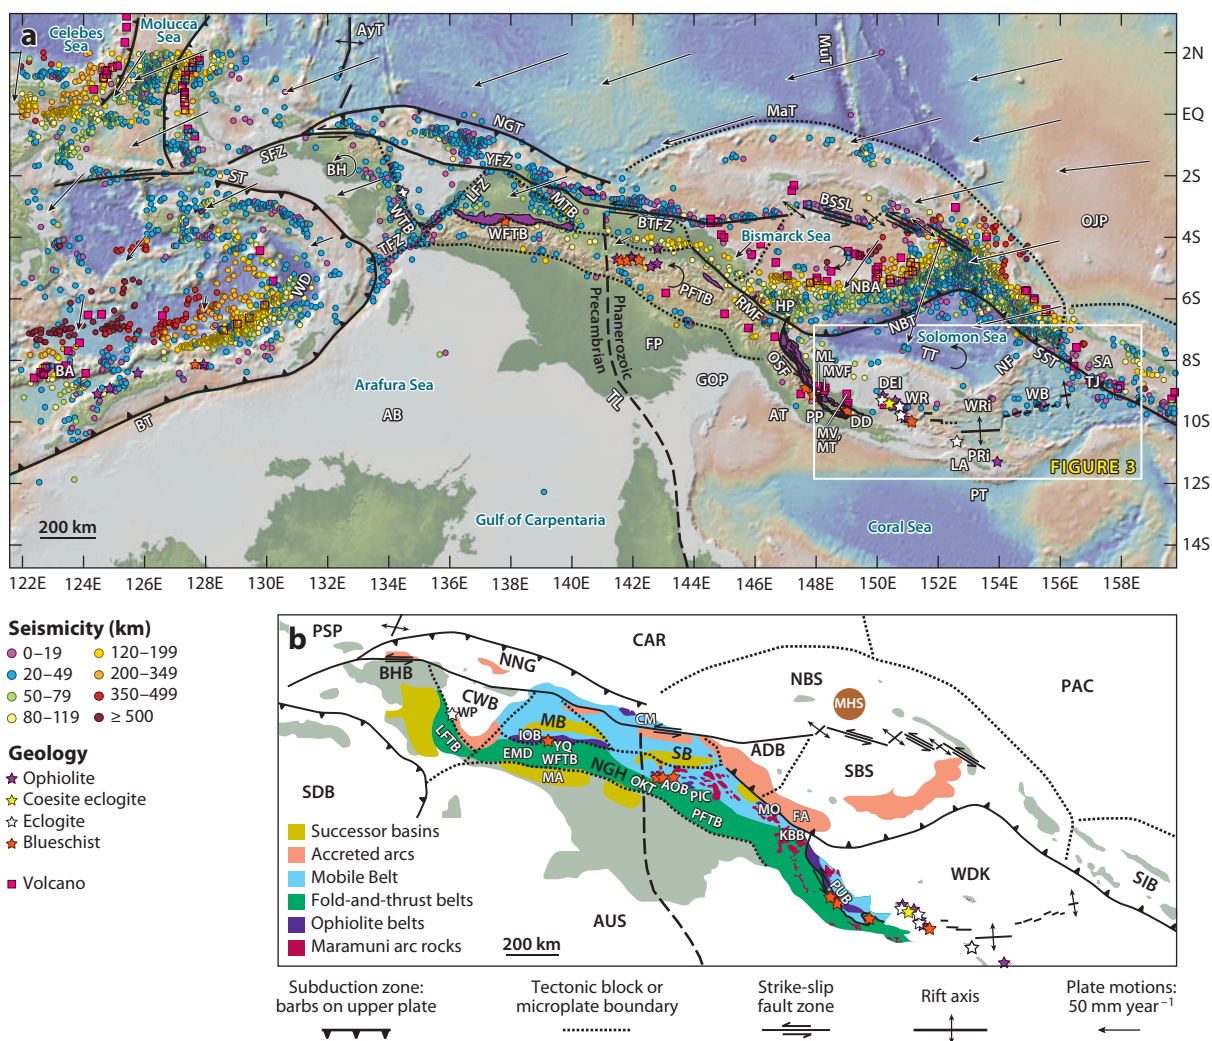 a
Celebes
Sea
Molucca
Sea
AyT
MuT
2N
EQ
2S
4S
6S
8S
10S
12S
14S
NGT
MaT
SFZ
BH
YFZ
ST
LFZ
MTB
WTB
TFZ
WFTB
BTFZ
BSSL
Bismarck Sea
OJP
WD
PFTB
RMF
HP
NBA
NBT
Precambrian
Phanerozoic
FP
TL
Solomon Sea
TT
NF
SST
SA
TJ
BA
BT
Arafura Sea
AB
GOP
OSF
ML
MVF
DEI
WR
WRi
WB
AT
PP
DD
MV,
MT
LA
PRi
PT
FIGURE 3
Gulf of Carpentaria
Coral Sea
200 km
122E 124E 126E 128E 130E 132E 134E 136E 138E 140E 142E 144E 146E 148E 150E 152E 154E 156E 158E
Seismicity (km)
0–19
20–49
50–79
80–119
120–199
200–349
350–499
≥ 500
Geology
Ophiolite
Coesite eclogite
Eclogite
Blueschist
Volcano
b
PSP
CAR
PAC
NNG
BHB
CWB
WP
LFTB
NBS
MHS
CM
MB
IOB
YQ
EMD
WFTB
MA
NGH
SB
OKT
AOB
PIC
PFTB
ADB
SBS
MO
FA
KBB
PUB
SDB
AUS
WDK
SIB
Successor basins
Accreted arcs
Mobile Belt
Fold-and-thrust belts
Ophiolite belts
Maramuni arc rocks
200 km
Subduction zone:
barbs on upper plate
Tectonic block or
microplate boundary
Strike-slip
fault zone
Rift axis
Plate motions:
50 mm year⁻¹